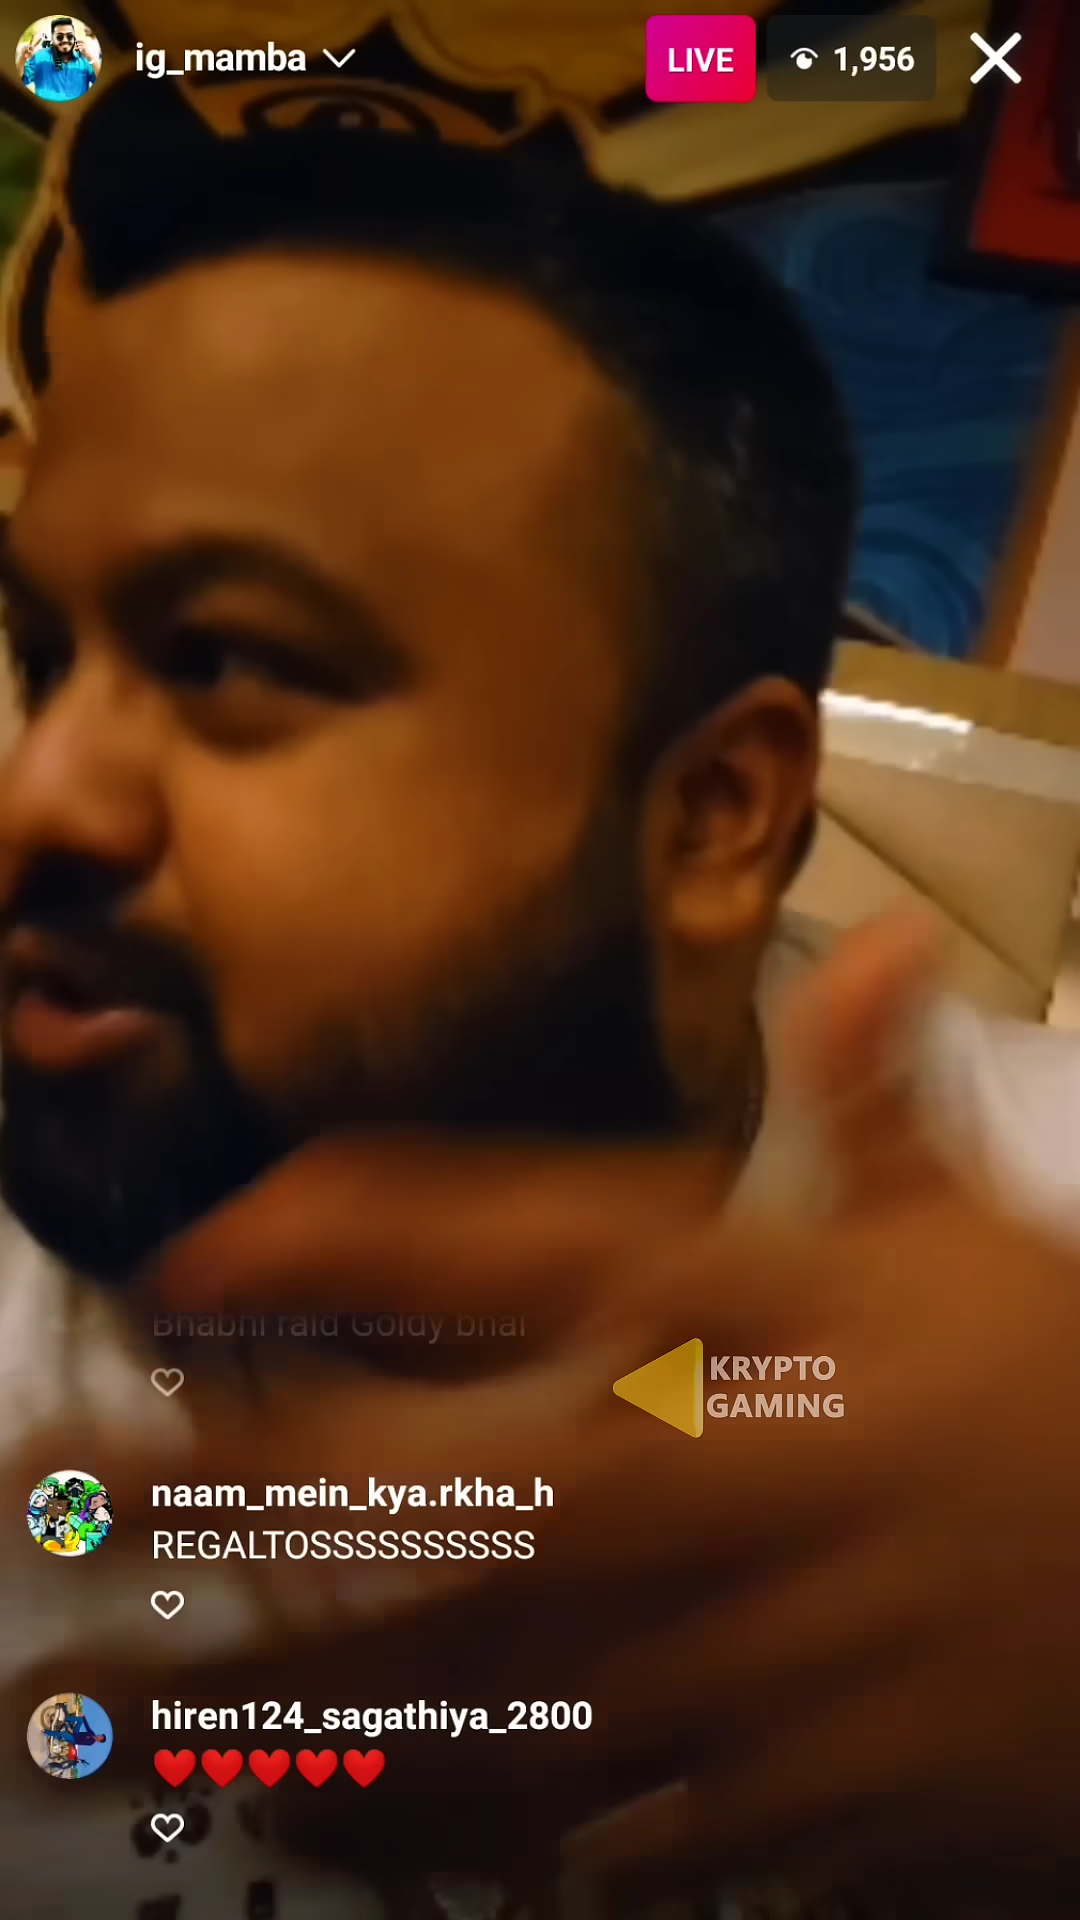 ig_mamba
LIVE
1,956
Bhabhi raid Goldy bhai
KRYPTO
GAMING
naam_mein_kya.rkha_h
REGALTOSSSSSSSSSS
hiren124_sagathiya_2800
❤️❤️❤️❤️❤️